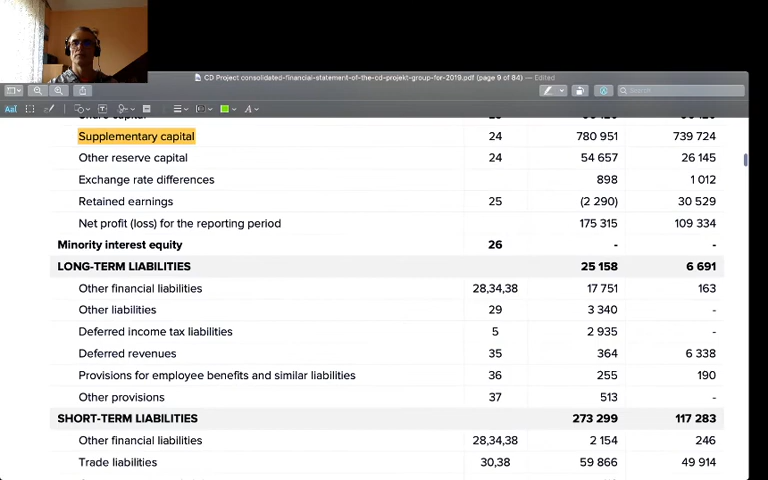 CD Project consolidated-financial-statement-of-the-cd-projekt-group-for-2019.pdf (page 9 of 84) — Edited
Search
Supplementary capital 24 780 951 739 724
Other reserve capital 24 54 657 26 145
Exchange rate differences 898 1 012
Retained earnings 25 (2 290) 30 529
Net profit (loss) for the reporting period 175 315 109 334
Minority interest equity 26 - -
LONG-TERM LIABILITIES 25 158 6 691
Other financial liabilities 28,34,38 17 751 163
Other liabilities 29 3 340 -
Deferred income tax liabilities 5 2 935 -
Deferred revenues 35 364 6 338
Provisions for employee benefits and similar liabilities 36 255 190
Other provisions 37 513 -
SHORT-TERM LIABILITIES 273 299 117 283
Other financial liabilities 28,34,38 2 154 246
Trade liabilities 30,38 59 866 49 914